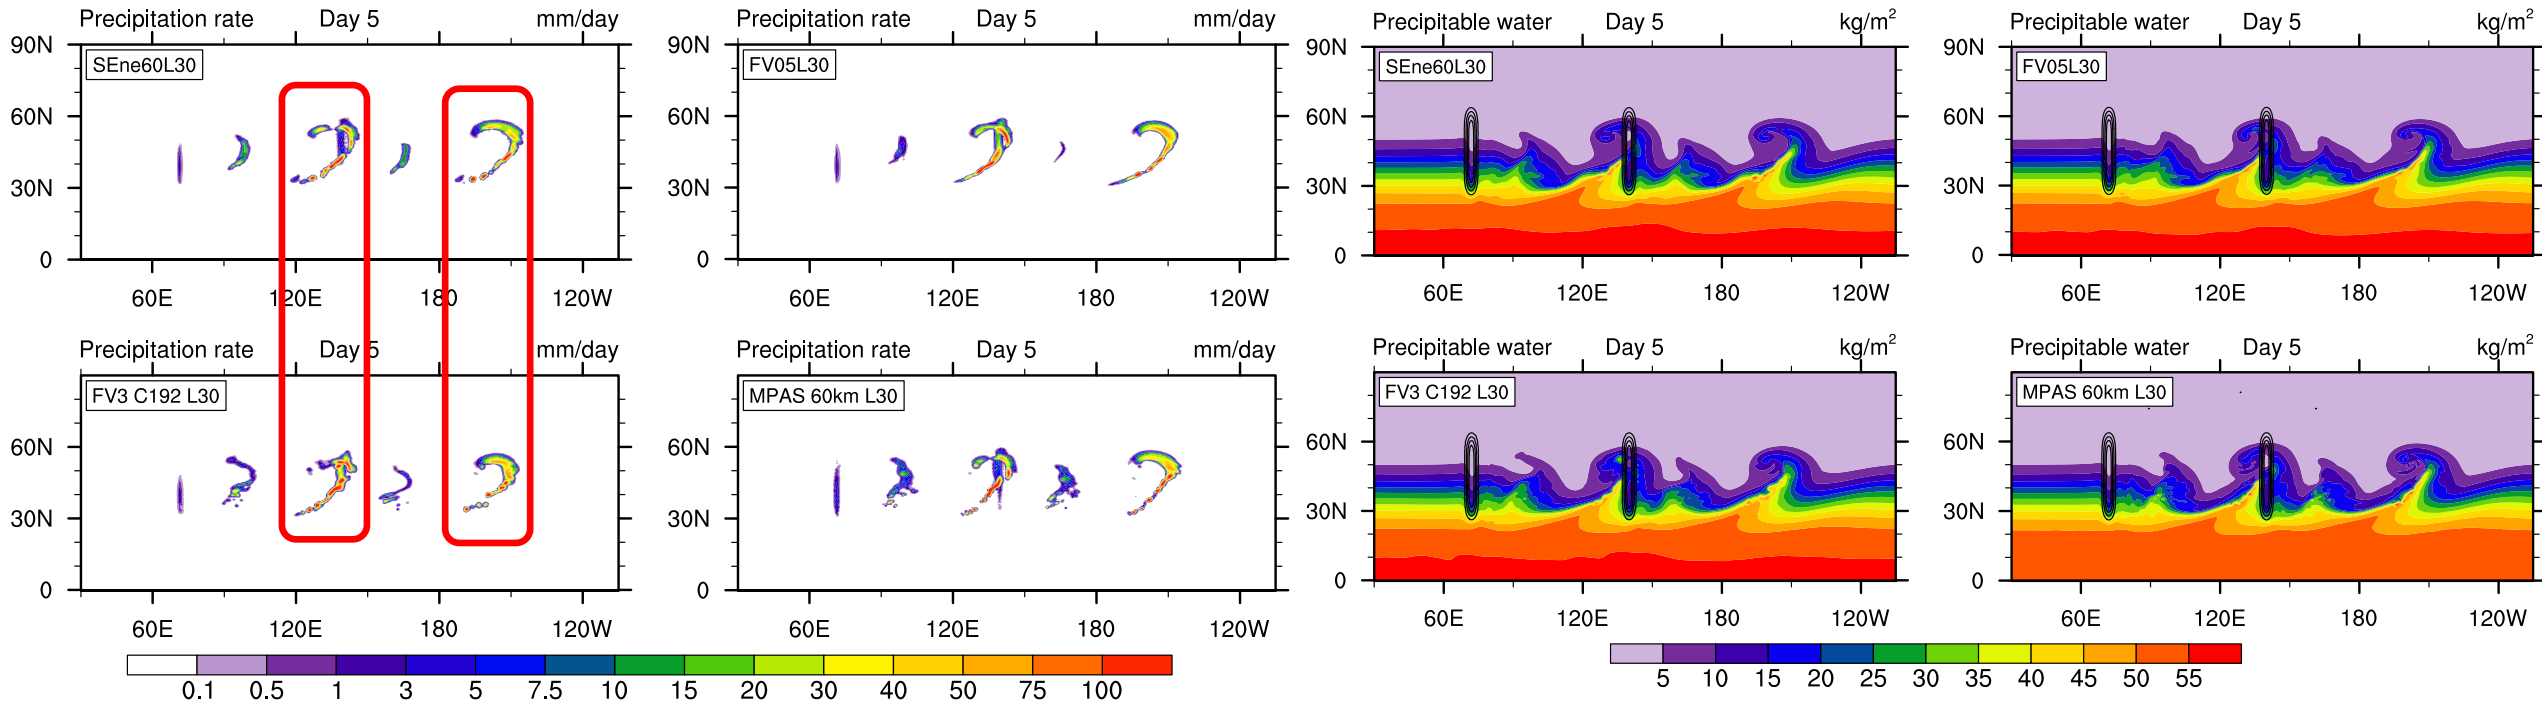 Precipitation rate Day 5 mm/day
90N
SEne60L30
60N
30N
0
60E 120E 180 120W
Precipitation rate Day 5 mm/day
90N
FV05L30
60N
30N
0
60E 120E 180 120W
Precipitable water Day 5 kg/m²
90N
SEne60L30
60N
30N
0
60E 120E 180 120W
Precipitable water Day 5 kg/m²
90N
FV05L30
60N
30N
0
60E 120E 180 120W
Precipitation rate Day 5 mm/day
FV3 C192 L30
60N
30N
0
60E 120E 180 120W
Precipitation rate Day 5 mm/day
MPAS 60km L30
60N
30N
0
60E 120E 180 120W
Precipitable water Day 5 kg/m²
FV3 C192 L30
60N
30N
0
60E 120E 180 120W
Precipitable water Day 5 kg/m²
MPAS 60km L30
60N
30N
0
60E 120E 180 120W
0.1 0.5 1 3 5 7.5 10 15 20 30 40 50 75 100
5 10 15 20 25 30 35 40 45 50 55